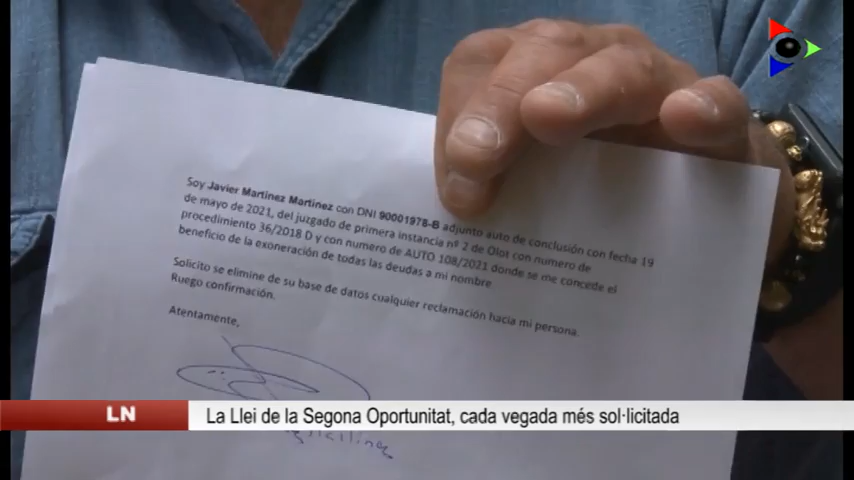 Soy Javier Martinez Martinez con DNI 90001978-B adjunto auto de conclusión con fecha 19
de mayo de 2021, del juzgado de primera instancia nº 2 de Olot con numero de
procedimiento 36/2018 D y con numero de AUTO 108/2021 donde se me concede el
beneficio de la exoneración de todas las deudas a mi nombre
Solicito se elimine de su base de datos cualquier reclamación hacia mi persona.
Ruego confirmación.
Atentamente,
LN La Llei de la Segona Oportunitat, cada vegada més sol·licitada